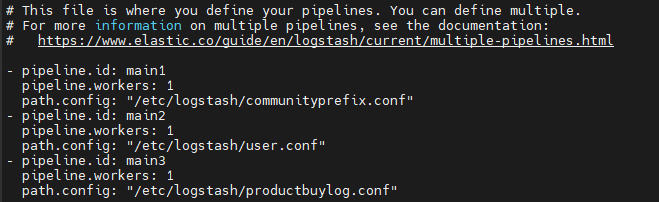 # This file is where you define your pipelines. You can define multiple.
# For more information on multiple pipelines, see the documentation:
#   https://www.elastic.co/guide/en/logstash/current/multiple-pipelines.html

- pipeline.id: main1
  pipeline.workers: 1
  path.config: "/etc/logstash/communityprefix.conf"
- pipeline.id: main2
  pipeline.workers: 1
  path.config: "/etc/logstash/user.conf"
- pipeline.id: main3
  pipeline.workers: 1
  path.config: "/etc/logstash/productbuylog.conf"